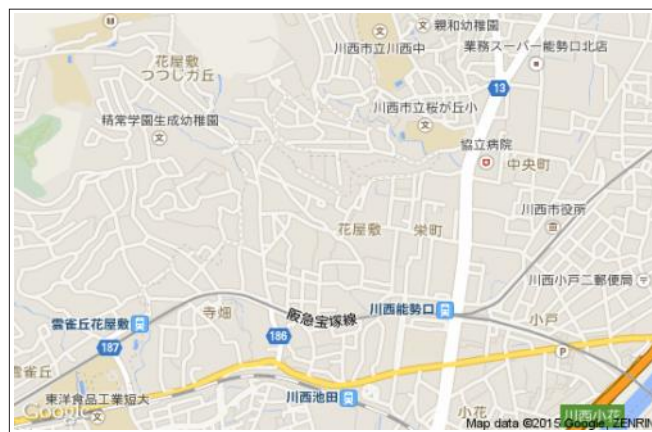 親和幼稚園
川西市立川西中
業務スーパー能勢口北店
花屋敷
つつじガ丘
13
川西市立桜が丘小
精常学園生成幼稚園
協立病院
中央町
川西市役所
花屋敷
栄町
川西小戸二郵便局
川西能勢口
阪急宝塚線
寺畑
小戸
雲雀丘花屋敷
186
187
P
雲雀丘
東洋食品工業短大
川西池田
小花
川西小花
Google
Map data ©2015 Google, ZENRIN